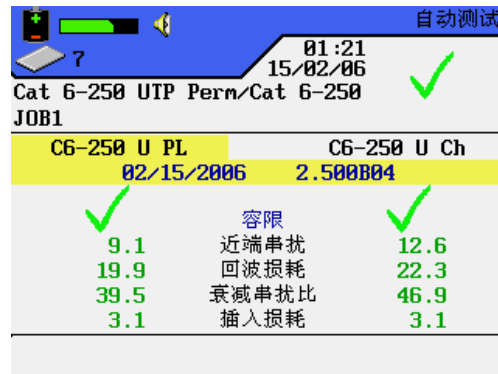 自动测试
7
01:21
15/02/06
Cat 6-250 UTP Perm/Cat 6-250
JOB1
C6-250 U PL C6-250 U Ch
02/15/2006 2.500B04
容限
9.1 近端串扰 12.6
19.9 回波损耗 22.3
39.5 衰减串扰比 46.9
3.1 插入损耗 3.1